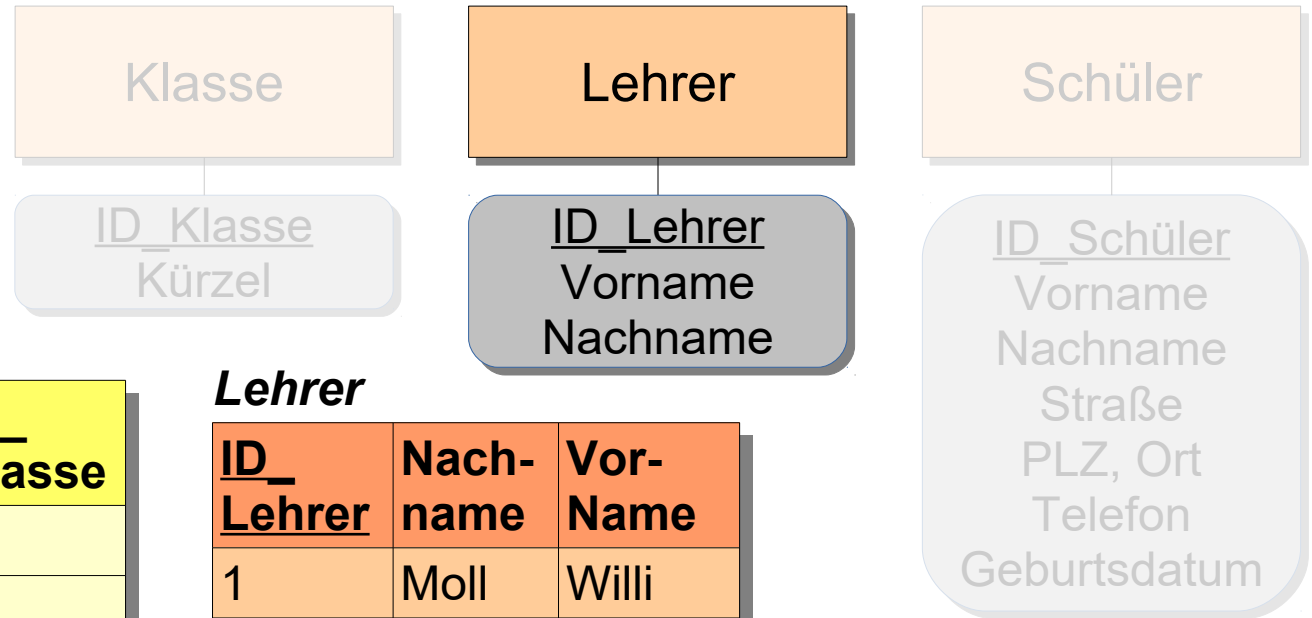 Klasse
Lehrer
Schüler
ID_Klasse
Kürzel
ID_Lehrer
Vorname
Nachname
ID_Schüler
Vorname
Nachname
Straße
PLZ, Ort
Telefon
Geburtsdatum
_
asse
Lehrer
ID_
Lehrer
Nach-
name
Vor-
Name
1
Moll
Willi